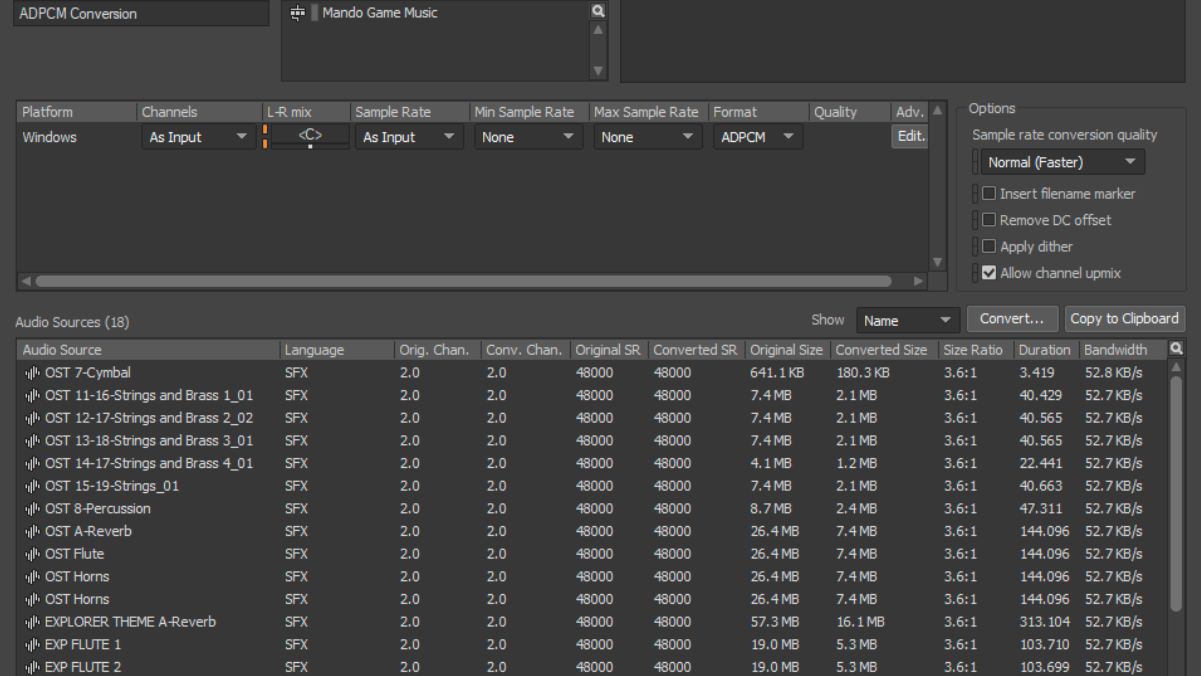 ADPCM Conversion
Mando Game Music
Platform Channels L-R mix Sample Rate Min Sample Rate Max Sample Rate Format Quality Adv.
Windows As Input <C> As Input None None ADPCM Edit..
Options
Sample rate conversion quality
Normal (Faster)
Insert filename marker
Remove DC offset
Apply dither
Allow channel upmix
Audio Sources (18) Show Name Convert... Copy to Clipboard
Audio Source Language Orig. Chan. Conv. Chan. Original SR Converted SR Original Size Converted Size Size Ratio Duration Bandwidth
OST 7-Cymbal SFX 2.0 2.0 48000 48000 641.1 KB 180.3 KB 3.6:1 3.419 52.8 KB/s
OST 11-16-Strings and Brass 1_01 SFX 2.0 2.0 48000 48000 7.4 MB 2.1 MB 3.6:1 40.429 52.7 KB/s
OST 12-17-Strings and Brass 2_02 SFX 2.0 2.0 48000 48000 7.4 MB 2.1 MB 3.6:1 40.565 52.7 KB/s
OST 13-18-Strings and Brass 3_01 SFX 2.0 2.0 48000 48000 7.4 MB 2.1 MB 3.6:1 40.565 52.7 KB/s
OST 14-17-Strings and Brass 4_01 SFX 2.0 2.0 48000 48000 4.1 MB 1.2 MB 3.6:1 22.441 52.7 KB/s
OST 15-19-Strings_01 SFX 2.0 2.0 48000 48000 7.4 MB 2.1 MB 3.6:1 40.663 52.7 KB/s
OST 8-Percussion SFX 2.0 2.0 48000 48000 8.7 MB 2.4 MB 3.6:1 47.311 52.7 KB/s
OST A-Reverb SFX 2.0 2.0 48000 48000 26.4 MB 7.4 MB 3.6:1 144.096 52.7 KB/s
OST Flute SFX 2.0 2.0 48000 48000 26.4 MB 7.4 MB 3.6:1 144.096 52.7 KB/s
OST Horns SFX 2.0 2.0 48000 48000 26.4 MB 7.4 MB 3.6:1 144.096 52.7 KB/s
OST Horns SFX 2.0 2.0 48000 48000 26.4 MB 7.4 MB 3.6:1 144.096 52.7 KB/s
EXPLORER THEME A-Reverb SFX 2.0 2.0 48000 48000 57.3 MB 16.1 MB 3.6:1 313.104 52.7 KB/s
EXP FLUTE 1 SFX 2.0 2.0 48000 48000 19.0 MB 5.3 MB 3.6:1 103.710 52.7 KB/s
EXP FLUTE 2 SFX 2.0 2.0 48000 48000 19.0 MB 5.3 MB 3.6:1 103.699 52.7 KB/s